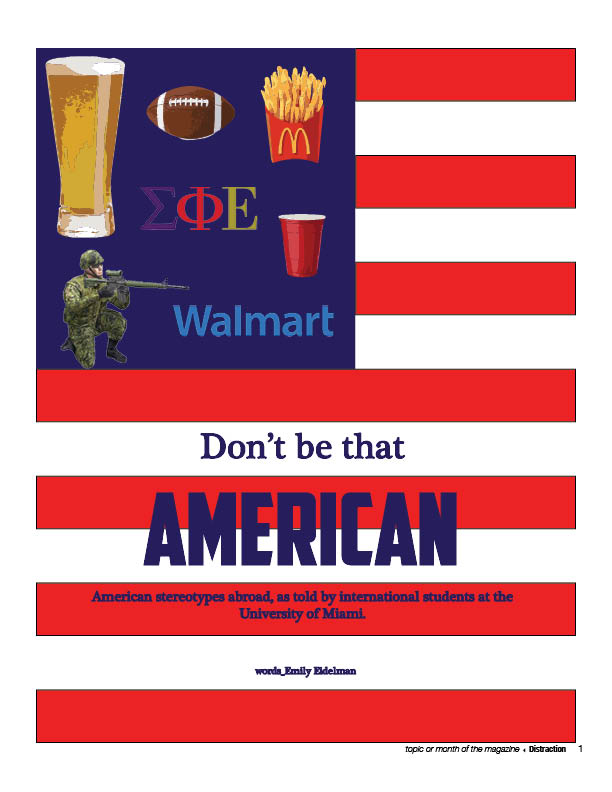 ΣΦE
Walmart
Don't be that
AMERICAN
American stereotypes abroad, as told by international students at the
University of Miami.
words_Emily Eidelman
topic or month of the magazine ‹ Distraction 1